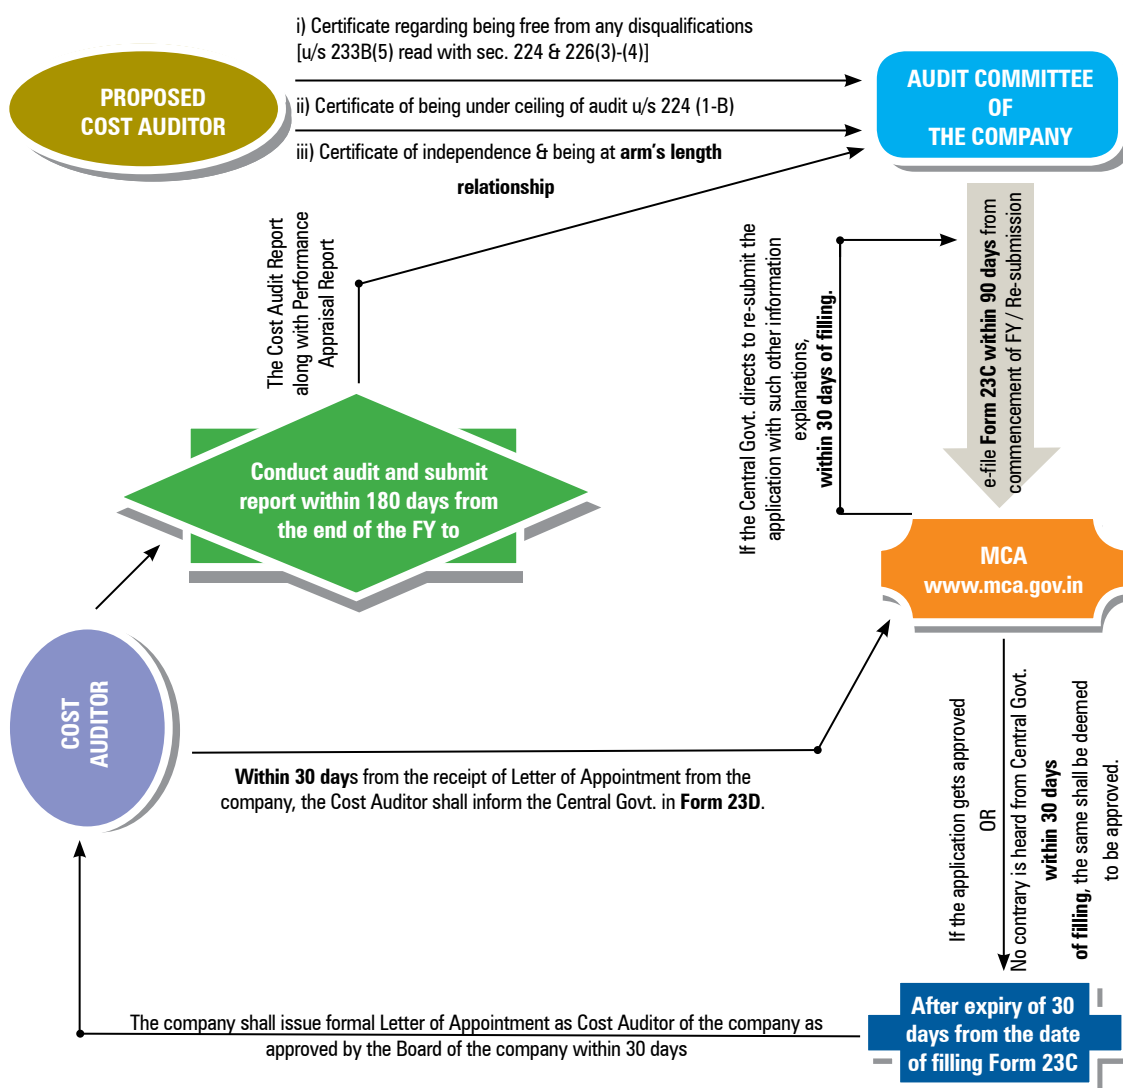 i) Certificate regarding being free from any disqualifications
[u/s 233B(5) read with sec. 224 & 226(3)-(4)]
PROPOSED
COST AUDITOR
ii) Certificate of being under ceiling of audit u/s 224 (1-B)
iii) Certificate of independence & being at arm's length
relationship
AUDIT COMMITTEE
OF
THE COMPANY
The Cost Audit Report
along with Performance
Appraisal Report
If the Central Govt. directs to re-submit the
application with such other information
explanations,
within 30 days of filling.
e-file Form 23C within 90 days from
commencement of FY / Re-submission
Conduct audit and submit
report within 180 days from
the end of the FY to
MCA
www.mca.gov.in
COST
AUDITOR
Within 30 days from the receipt of Letter of Appointment from the
company, the Cost Auditor shall inform the Central Govt. in Form 23D.
If the application gets approved
OR
No contrary is heard from Central Govt.
within 30 days
of filling, the same shall be deemed
to be approved.
After expiry of 30
days from the date
of filling Form 23C
The company shall issue formal Letter of Appointment as Cost Auditor of the company as
approved by the Board of the company within 30 days